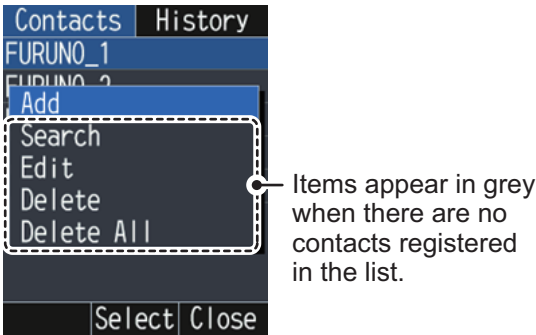 Contacts History
FURUNO_1
FURUNO_2
Add
Search
Edit
Delete
Delete All
Items appear in grey
when there are no
contacts registered
in the list.
Select Close